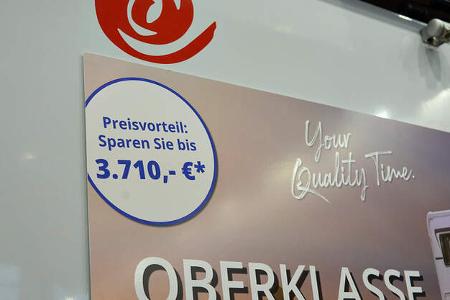 Preisvorteil:
Sparen Sie bis
3.710,- €*
Your
Quality Time.
OBERKLASSE